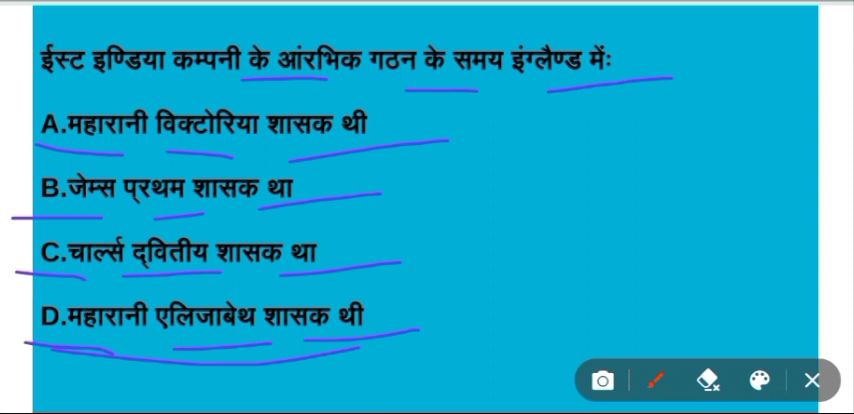 ईस्ट इण्डिया कम्पनी के आंरभिक गठन के समय इंग्लैण्ड मेंः
A.महारानी विक्टोरिया शासक थी
B.जेम्स प्रथम शासक था
C.चार्ल्स द्वितीय शासक था
D.महारानी एलिजाबेथ शासक थी